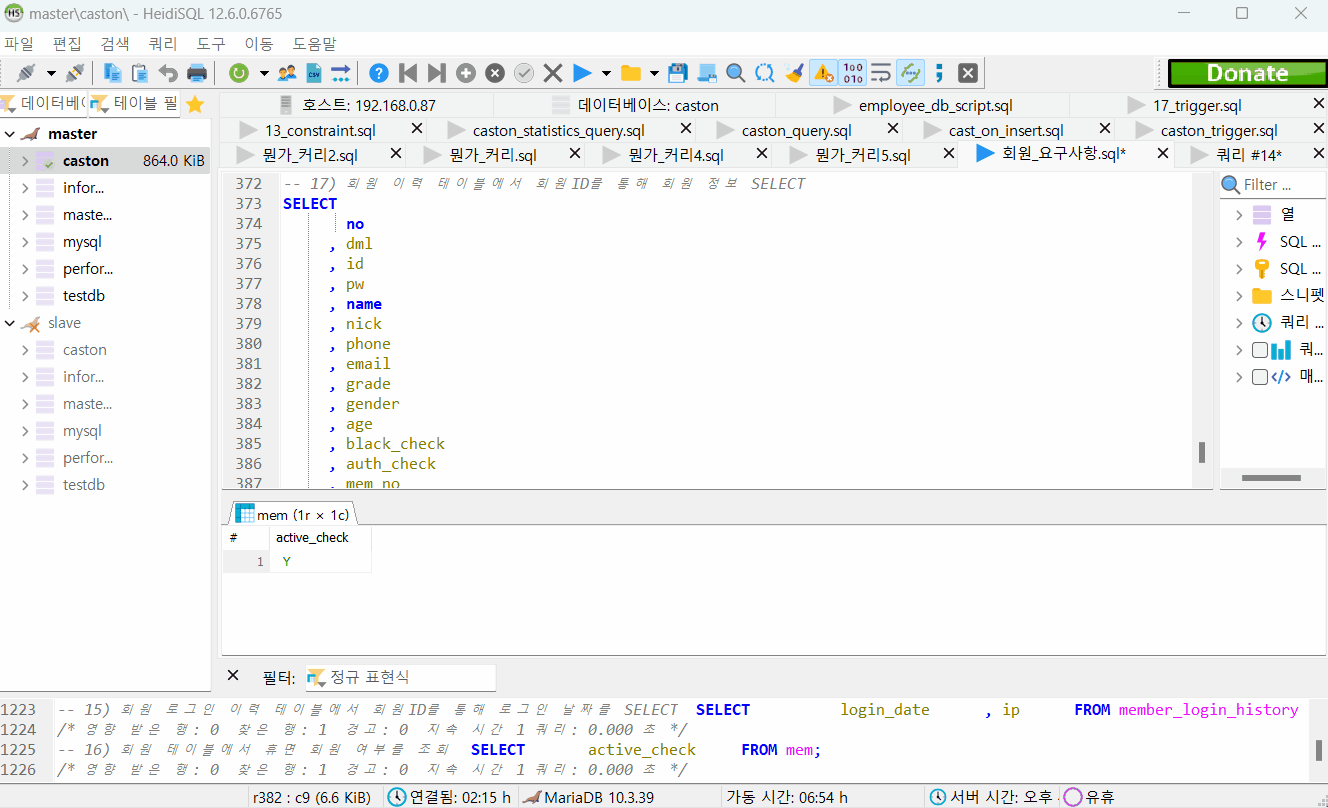 master\caston\ - HeidiSQL 12.6.0.6765
파일 편집 검색 쿼리 도구 이동 도움말
Donate
데이터베 테이블 필
호스트: 192.168.0.87 데이터베이스: caston employee_db_script.sql 17_trigger.sql
13_constraint.sql caston_statistics_query.sql caston_query.sql cast_on_insert.sql caston_trigger.sql
뭔가_커리2.sql 뭔가_커리.sql 뭔가_커리4.sql 뭔가_커리5.sql 회원_요구사항.sql* 쿼리 #14*
master
caston 864.0 KiB
infor...
maste...
mysql
perfor...
testdb
slave
caston
infor...
maste...
mysql
perfor...
testdb
372 -- 17) 회원 이력 테이블에서 회원ID를 통해 회원 정보 SELECT
373 SELECT
374 no
375 , dml
376 , id
377 , pw
378 , name
379 , nick
380 , phone
381 , email
382 , grade
383 , gender
384 , age
385 , black_check
386 , auth_check
387 , mem_no
Filter ...
열
SQL ...
SQL ...
스니펫
쿼리 ...
쿼...
매...
mem (1r × 1c)
# active_check
1 Y
필터: 정규 표현식
1223 -- 15) 회원 로그인 이력 테이블에서 회원ID를 통해 로그인 날짜를 SELECT SELECT login_date , ip FROM member_login_history
1224 /* 영향 받은 행: 0 찾은 행: 1 경고: 0 지속 시간 1 쿼리: 0.000 초 */
1225 -- 16) 회원 테이블에서 휴면 회원 여부를 조회 SELECT active_check FROM mem;
1226 /* 영향 받은 행: 0 찾은 행: 1 경고: 0 지속 시간 1 쿼리: 0.000 초 */
r382 : c9 (6.6 KiB) 연결됨: 02:15 h MariaDB 10.3.39 가동 시간: 06:54 h 서버 시간: 오후 유휴